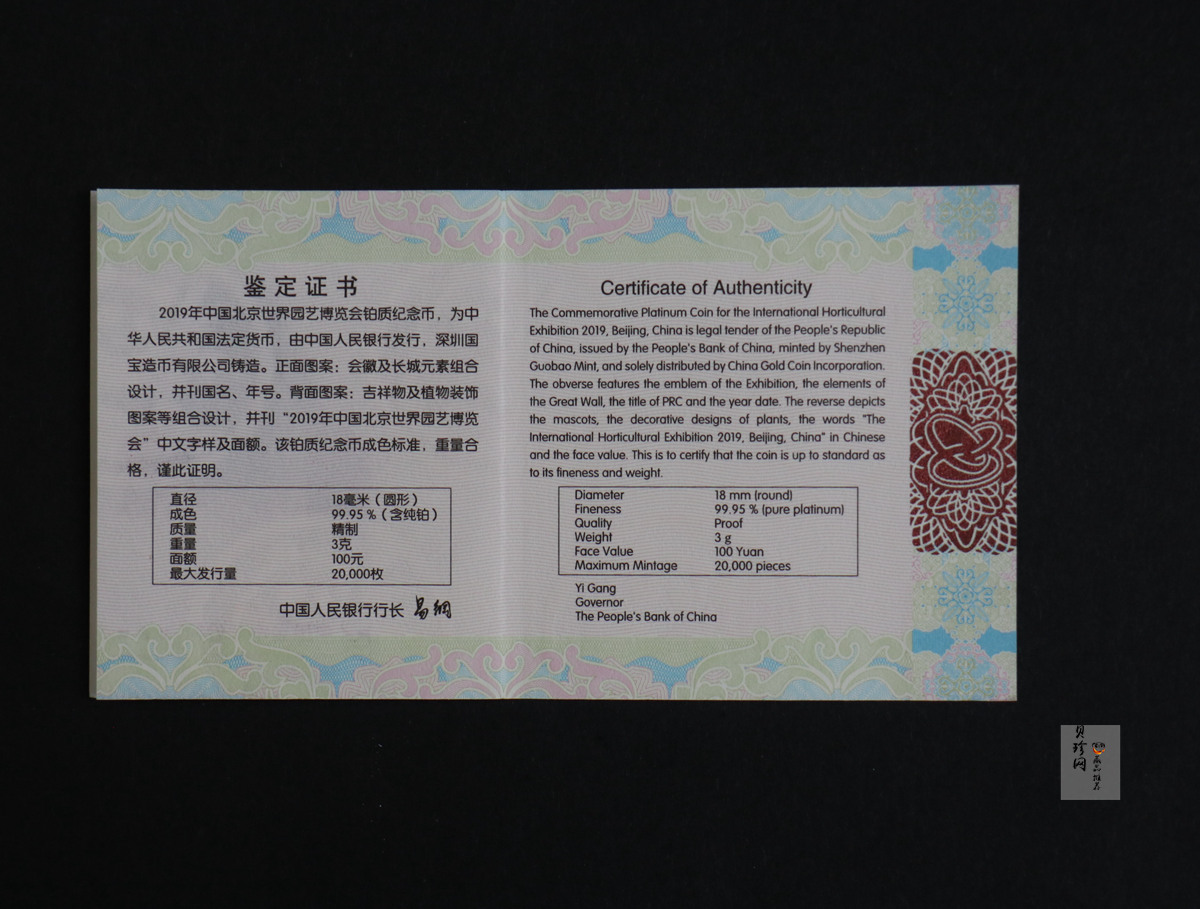 鉴定证书
2019年中国北京世界园艺博览会铂质纪念币，为中
华人民共和国法定货币，由中国人民银行发行，深圳国
宝造币有限公司铸造。正面图案：会徽及长城元素组合
设计，并刊国名、年号。背面图案：吉祥物及植物装饰
图案等组合设计，并刊“2019年中国北京世界园艺博览
会”中文字样及面额。该铂质纪念币成色标准，重量合
格，谨此证明。
直径 18毫米（圆形）
成色 99.95%（含纯铂）
质量 精制
重量 3克
面额 100元
最大发行量 20,000枚
中国人民银行行长 易纲
Certificate of Authenticity
The Commemorative Platinum Coin for the International Horticultural
Exhibition 2019, Beijing, China is legal tender of the People's Republic
of China, issued by the People's Bank of China, minted by Shenzhen
Guobao Mint, and solely distributed by China Gold Coin Incorporation.
The obverse features the emblem of the Exhibition, the elements of
the Great Wall, the title of PRC and the year date. The reverse depicts
the mascots, the decorative designs of plants, the words "The
International Horticultural Exhibition 2019, Beijing, China" in Chinese
and the face value. This is to certify that the coin is up to standard as
to its fineness and weight.
Diameter 18 mm (round)
Fineness 99.95 % (pure platinum)
Quality Proof
Weight 3 g
Face Value 100 Yuan
Maximum Mintage 20,000 pieces
Yi Gang
Governor
The People's Bank of China
贝珍网
藏品推荐